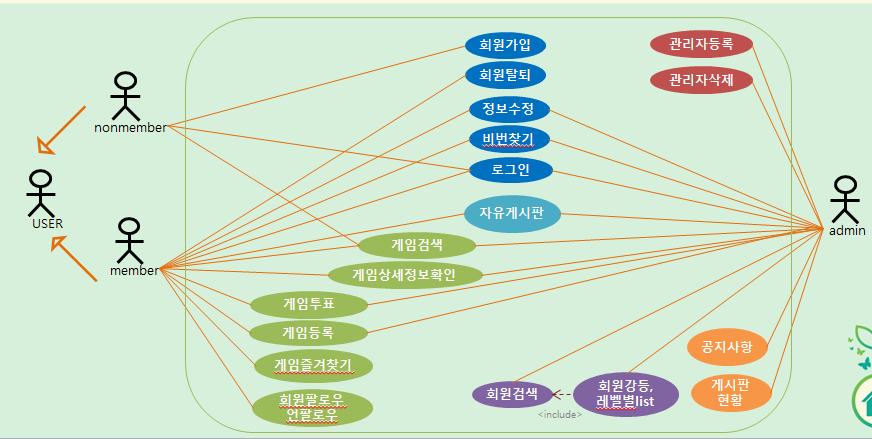 회원가입
관리자등록
회원탈퇴
관리자삭제
정보수정
nonmember
비번찾기
로그인
자유게시판
USER
admin
게임검색
member
게임상세정보확인
게임투표
게임등록
공지사항
게임즐겨찾기
회원검색
<include>
회원강등,
레벨별list
게시판
현황
회원팔로우
언팔로우